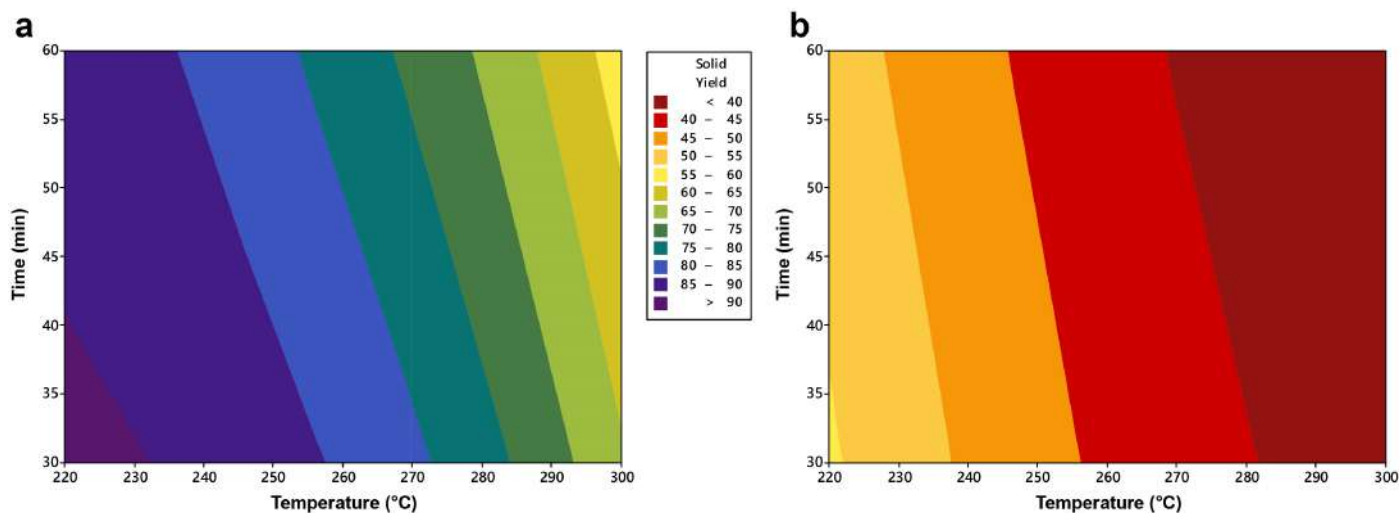 a
60
55
50
45
40
35
30
Time (min)
220 230 240 250 260 270 280 290 300
Temperature (°C)
Solid
Yield
< 40
40 – 45
45 – 50
50 – 55
55 – 60
60 – 65
65 – 70
70 – 75
75 – 80
80 – 85
85 – 90
> 90
b
60
55
50
45
40
35
30
Time (min)
220 230 240 250 260 270 280 290 300
Temperature (°C)